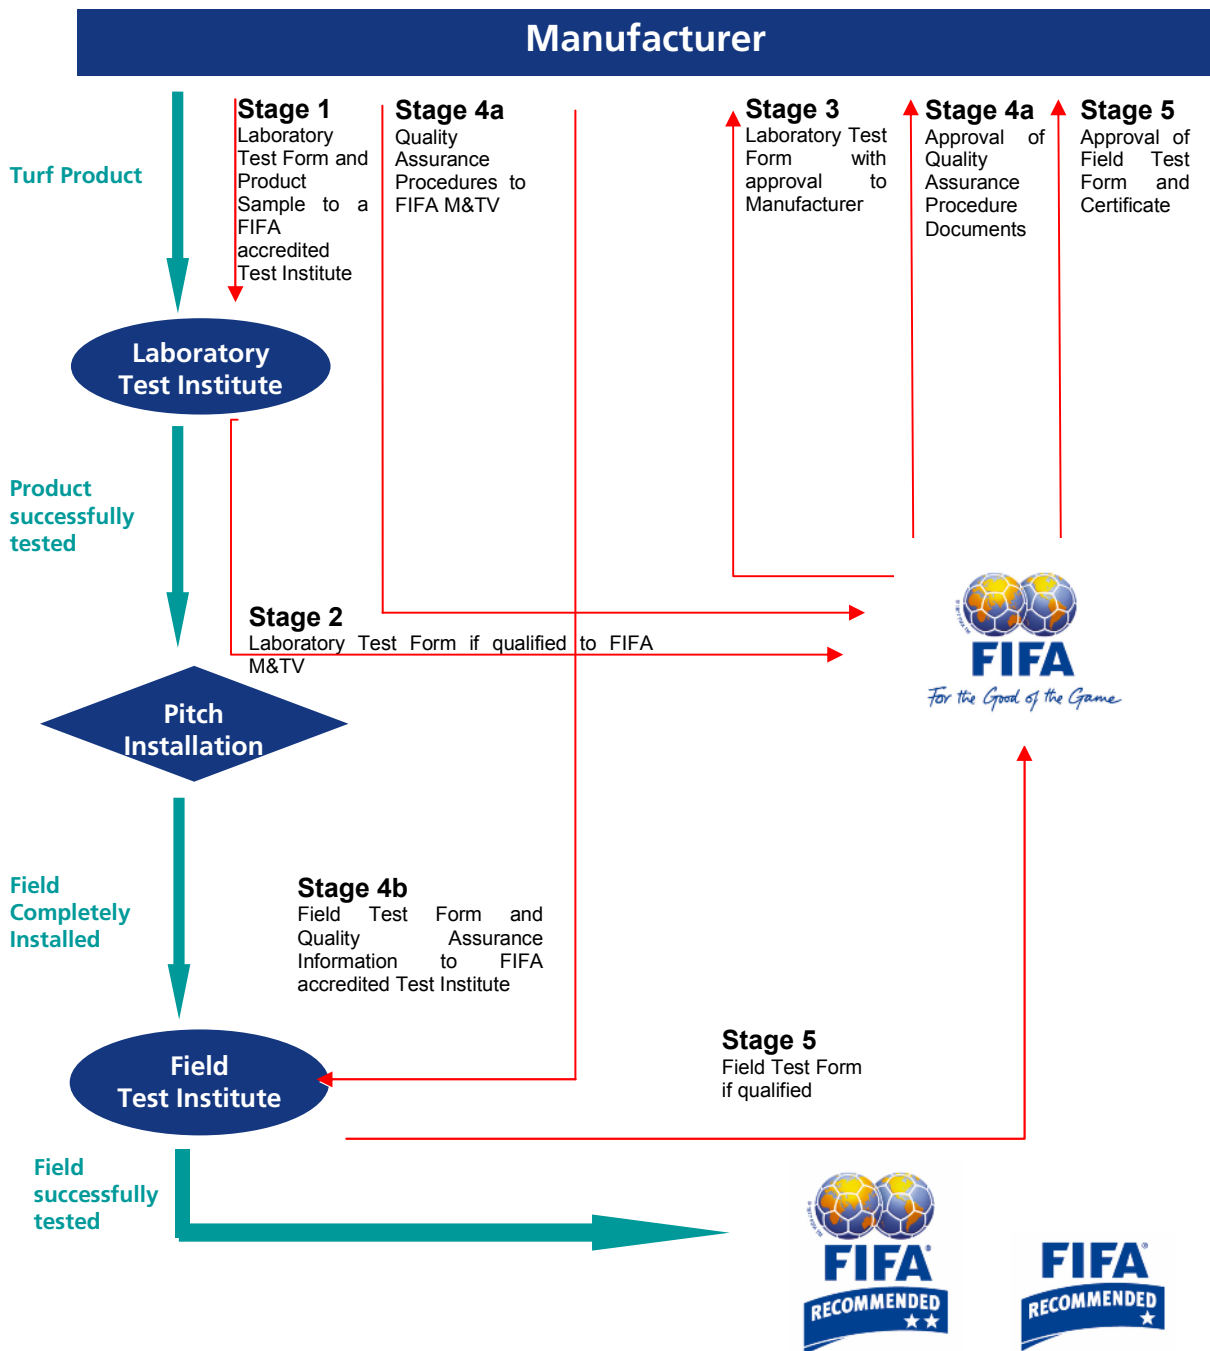 Manufacturer
Stage 1
Laboratory
Test Form and
Product
Sample to a
FIFA
accredited
Test Institute
Stage 4a
Quality
Assurance
Procedures to
FIFA M&TV
Stage 3
Laboratory Test
Form with
approval to
Manufacturer
Stage 4a
Approval of
Quality
Assurance
Procedure
Documents
Stage 5
Approval of
Field Test
Form and
Certificate
Turf Product
Laboratory
Test Institute
Product
successfully
tested
Stage 2
Laboratory Test Form if qualified to FIFA
M&TV
FIFA
For the Good of the Game
Pitch
Installation
Field
Completely
Installed
Stage 4b
Field Test Form and
Quality Assurance
Information to FIFA
accredited Test Institute
Field
Test Institute
Stage 5
Field Test Form
if qualified
Field
successfully
tested
FIFA®
RECOMMENDED
FIFA®
RECOMMENDED